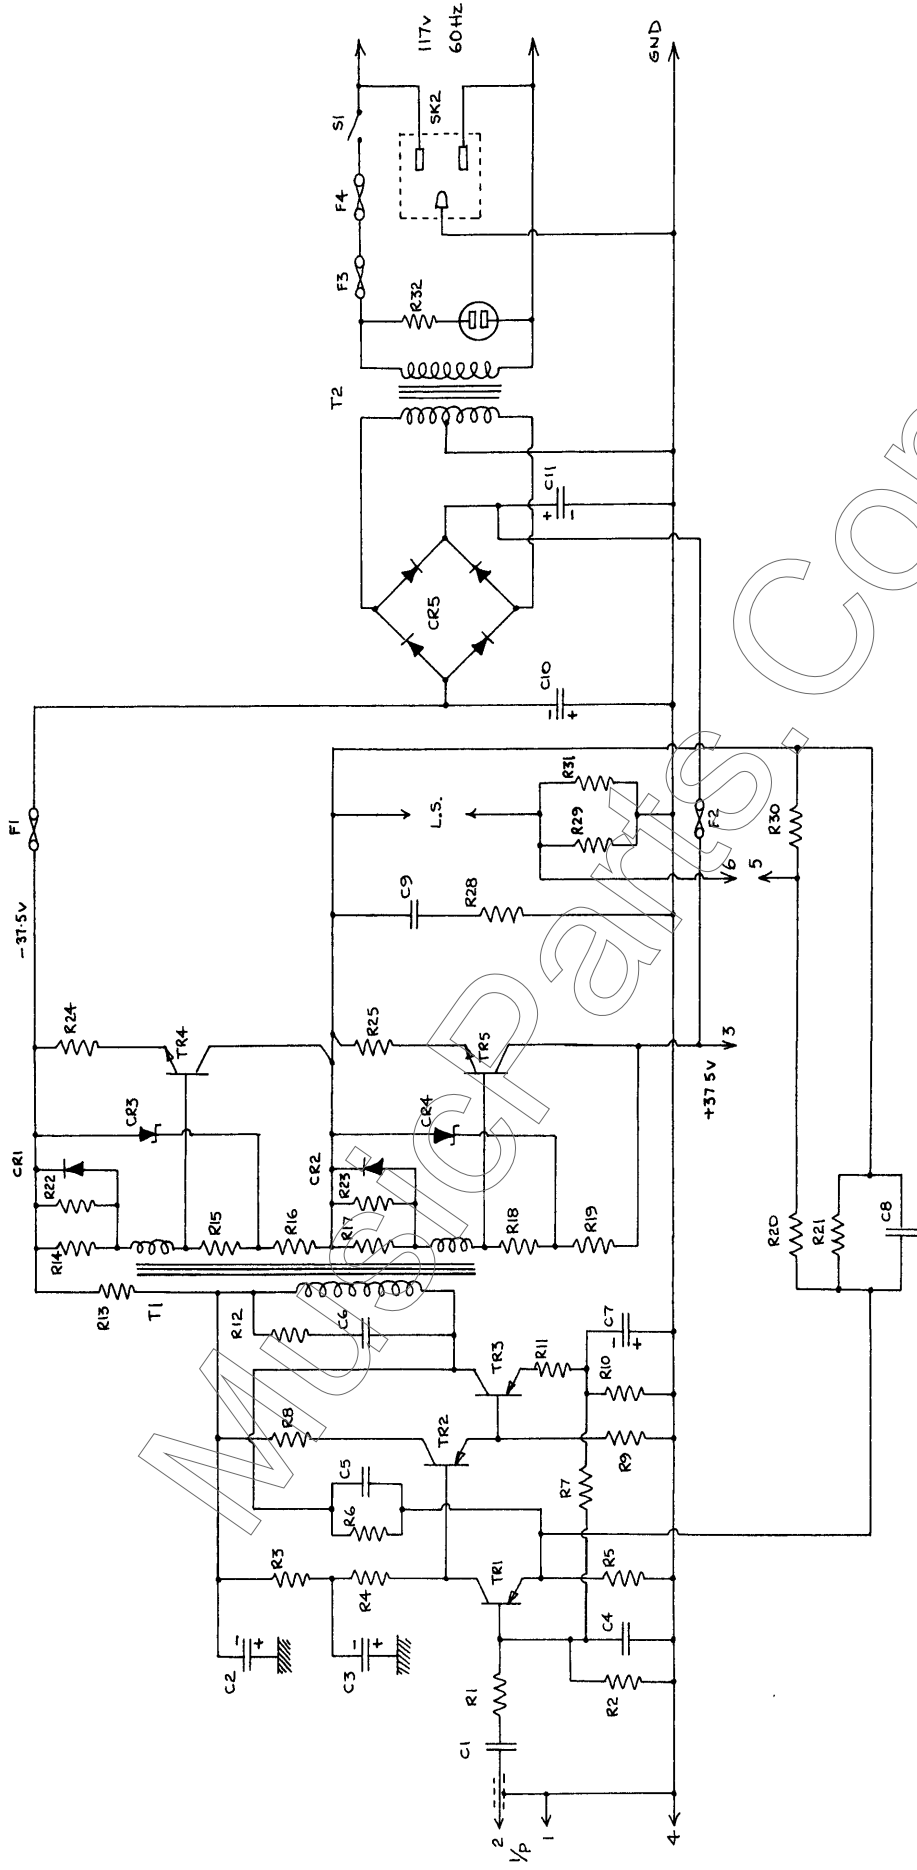 117v
60Hz
S1
F4
F3
SK2
GND
R32
T2
C11
CR5
C10
F1
-37.5v
R24
TR4
CR3
CR1
R22
R14
R15
R16
CR2
R23
R17
R18
R19
CR4
TR5
R25
C9
R28
L.S.
R29
R31
F2
6
5
3
+37.5v
R30
R20
R21
C8
R13
T1
R12
C6
TR3
R11
C7
R10
R8
TR2
R9
C5
R6
R7
R3
R4
TR1
R5
C4
C2
C3
R1
R2
C1
2
I/P
1
4
MusicParts.Com